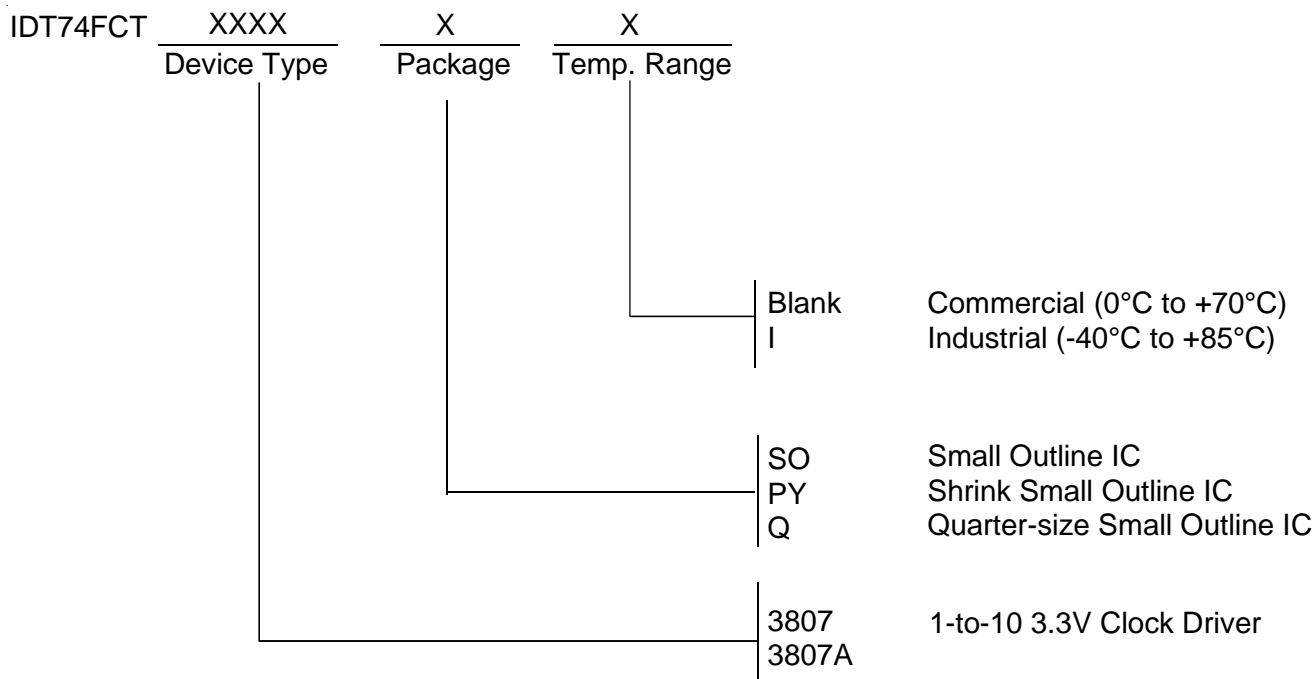 IDT74FCT XXXX X X
Device Type Package Temp. Range
Blank Commercial (0°C to +70°C)
I Industrial (-40°C to +85°C)
SO Small Outline IC
PY Shrink Small Outline IC
Q Quarter-size Small Outline IC
3807 1-to-10 3.3V Clock Driver
3807A